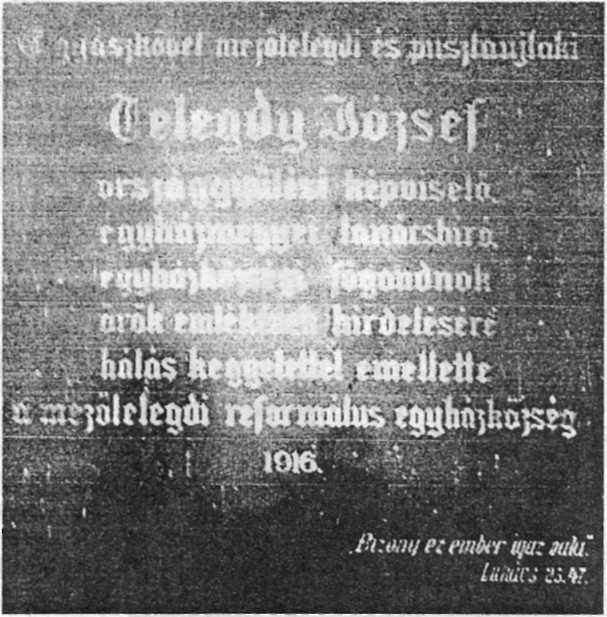 E gyászkövet mezőtelegdi és pusztaujlaki
Telegdy József
országgyűlési képviselő
egyházmegyei tanácsbiró
egyházközségi főgondnok
örök emlékének hirdetésére
hálás kegyelettel emeltette
a mezőtelegdi református egyházközség
1916.
„Bizony ez ember igaz vala."
Lukács 23.47.